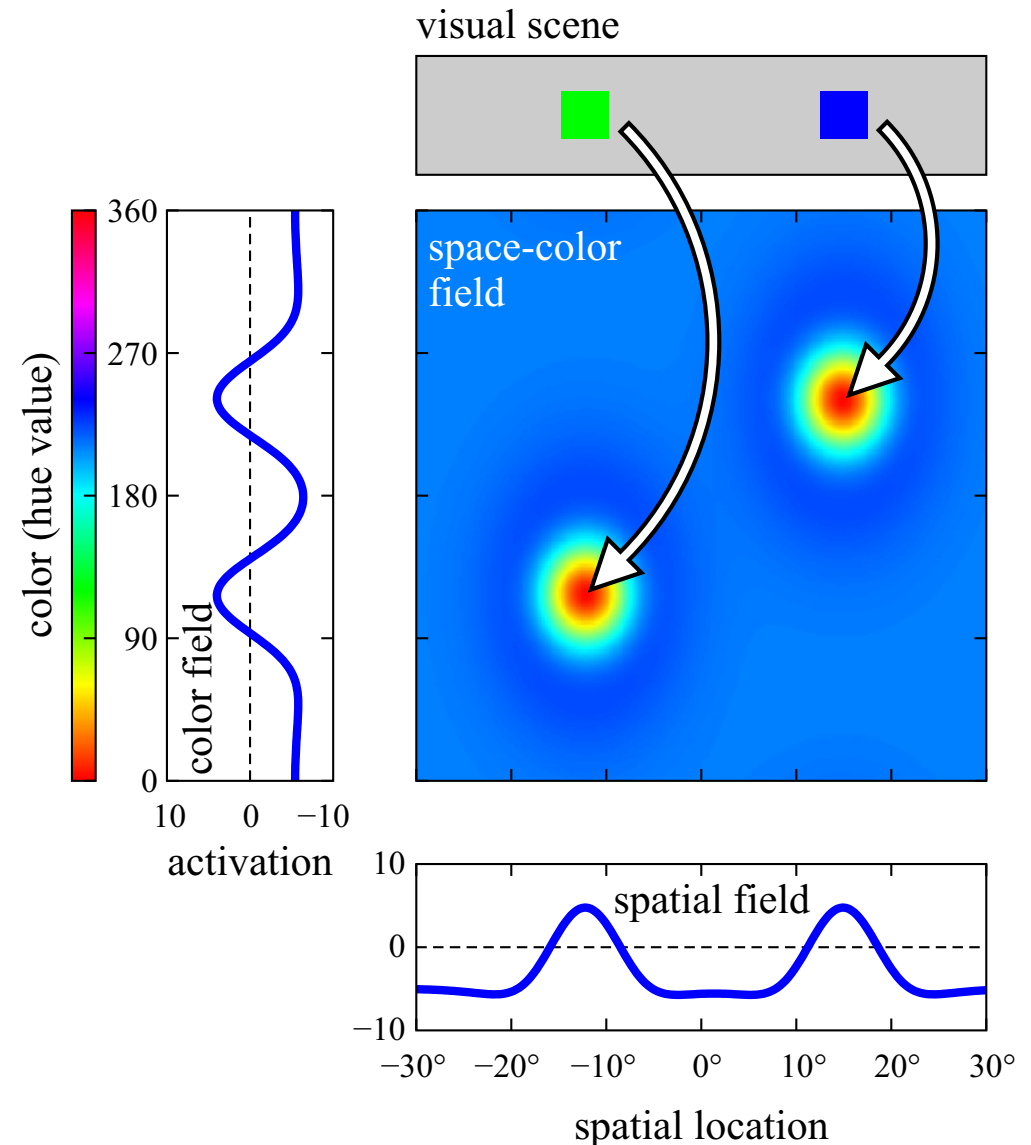 visual scene
space-color
field
360
270
180
90
0
color (hue value)
color field
10 0 −10
activation
spatial field
10
0
−10
−30° −20° −10° 0° 10° 20° 30°
spatial location